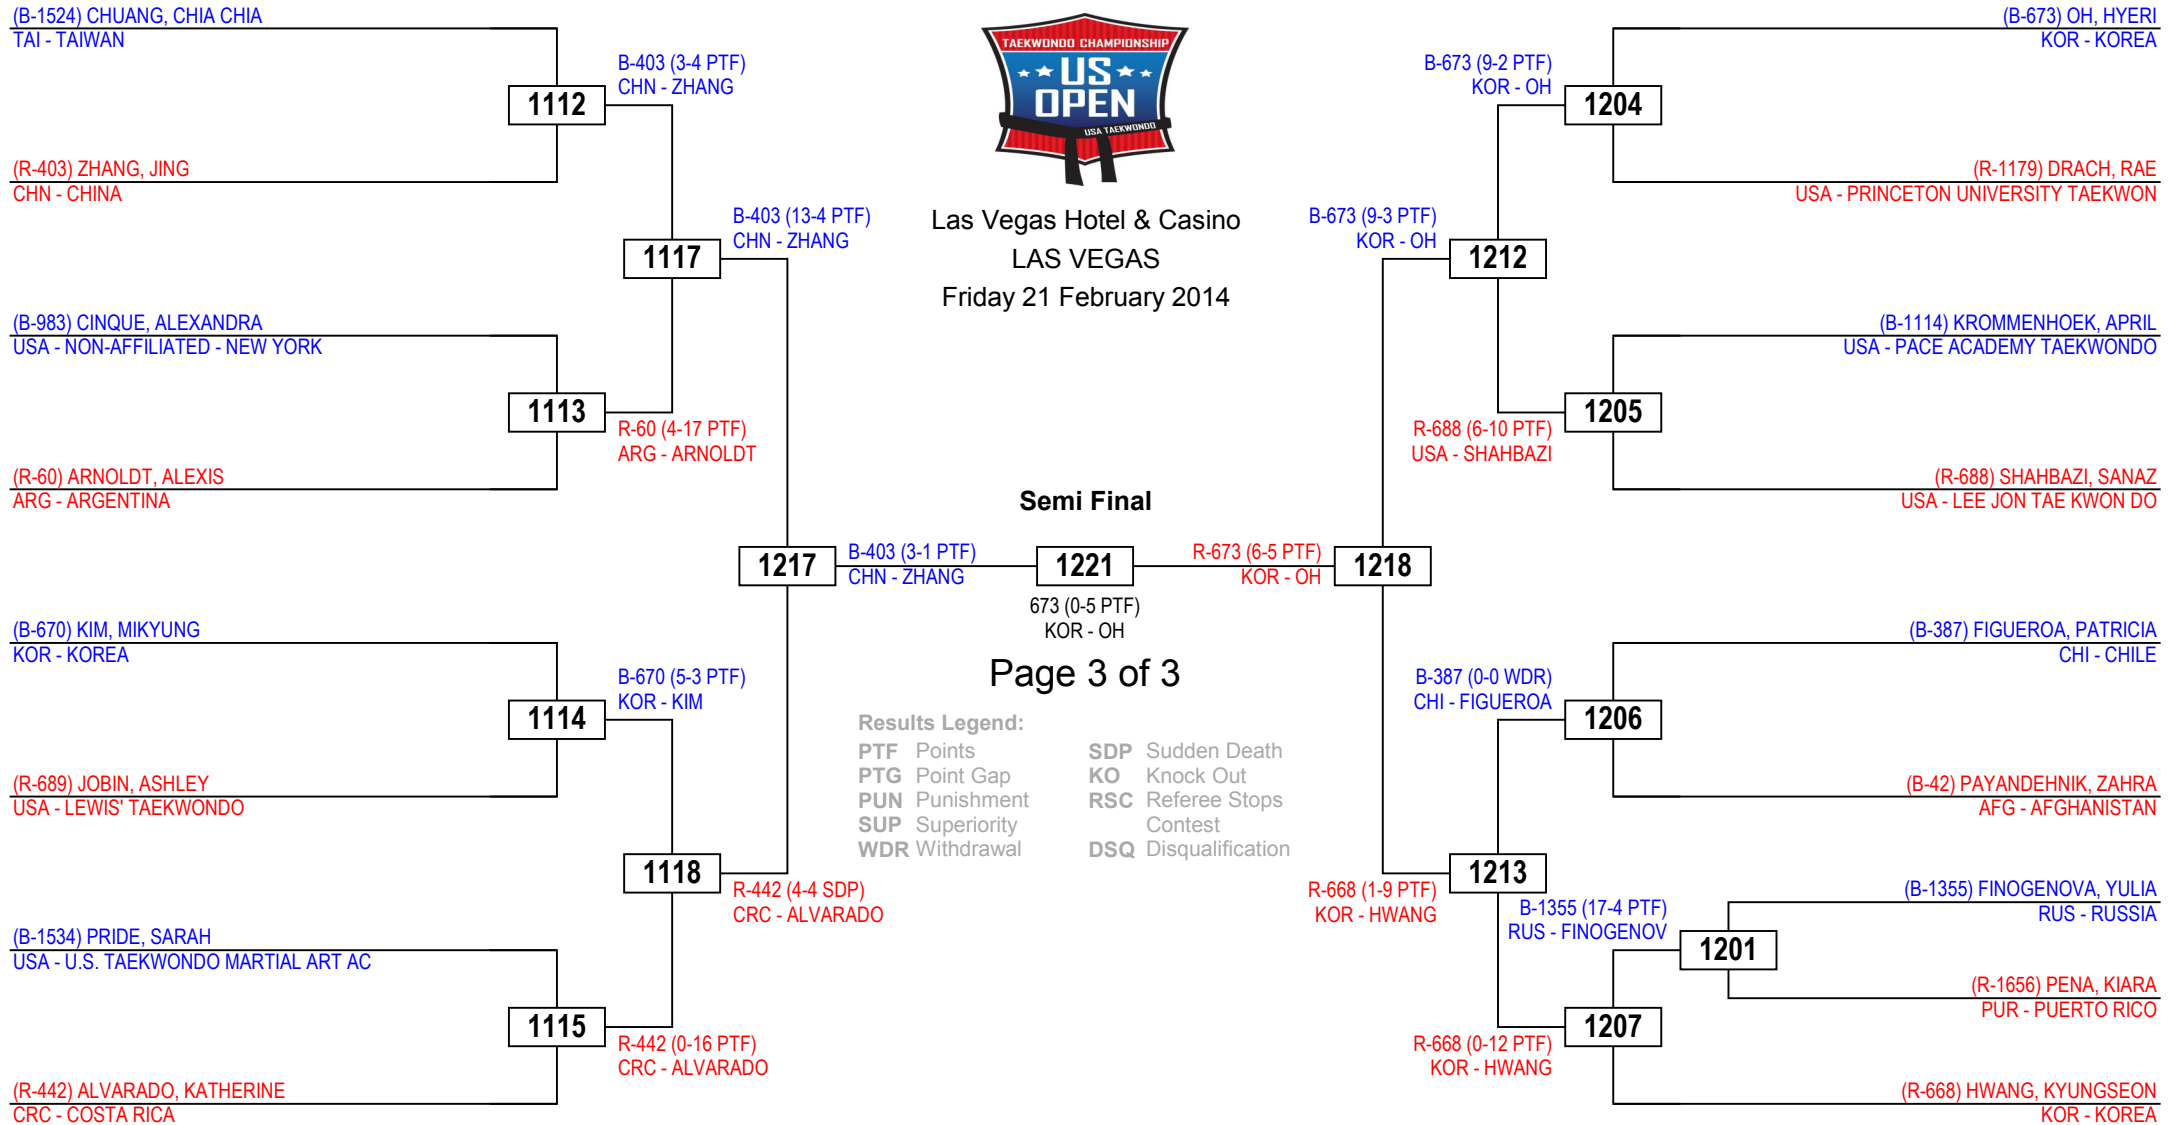 (B-1524) CHUANG, CHIA CHIA
TAI - TAIWAN
B-403 (3-4 PTF)
CHN - ZHANG
1112
(R-403) ZHANG, JING
CHN - CHINA
B-403 (13-4 PTF)
CHN - ZHANG
1117
(B-983) CINQUE, ALEXANDRA
USA - NON-AFFILIATED - NEW YORK
1113
R-60 (4-17 PTF)
ARG - ARNOLDT
(R-60) ARNOLDT, ALEXIS
ARG - ARGENTINA
1217
B-403 (3-1 PTF)
CHN - ZHANG
(B-670) KIM, MIKYUNG
KOR - KOREA
B-670 (5-3 PTF)
KOR - KIM
1114
(R-689) JOBIN, ASHLEY
USA - LEWIS' TAEKWONDO
1118
R-442 (4-4 SDP)
CRC - ALVARADO
(B-1534) PRIDE, SARAH
USA - U.S. TAEKWONDO MARTIAL ART AC
1115
R-442 (0-16 PTF)
CRC - ALVARADO
(R-442) ALVARADO, KATHERINE
CRC - COSTA RICA
TAEKWONDO CHAMPIONSHIP
US
OPEN
USA TAEKWONDO
Las Vegas Hotel & Casino
LAS VEGAS
Friday 21 February 2014
Semi Final
1221
673 (0-5 PTF)
KOR - OH
Page 3 of 3
Results Legend:
PTF Points
PTG Point Gap
PUN Punishment
SUP Superiority
WDR Withdrawal
SDP Sudden Death
KO Knock Out
RSC Referee Stops
Contest
DSQ Disqualification
(B-673) OH, HYERI
KOR - KOREA
B-673 (9-2 PTF)
KOR - OH
1204
(R-1179) DRACH, RAE
USA - PRINCETON UNIVERSITY TAEKWON
B-673 (9-3 PTF)
KOR - OH
1212
(B-1114) KROMMENHOEK, APRIL
USA - PACE ACADEMY TAEKWONDO
1205
R-688 (6-10 PTF)
USA - SHAHBAZI
(R-688) SHAHBAZI, SANAZ
USA - LEE JON TAE KWON DO
R-673 (6-5 PTF)
KOR - OH
1218
(B-387) FIGUEROA, PATRICIA
CHI - CHILE
B-387 (0-0 WDR)
CHI - FIGUEROA
1206
(B-42) PAYANDEHNIK, ZAHRA
AFG - AFGHANISTAN
1213
R-668 (1-9 PTF)
KOR - HWANG
(B-1355) FINOGENOVA, YULIA
RUS - RUSSIA
B-1355 (17-4 PTF)
RUS - FINOGENOV
1201
(R-1656) PENA, KIARA
PUR - PUERTO RICO
1207
R-668 (0-12 PTF)
KOR - HWANG
(R-668) HWANG, KYUNGSEON
KOR - KOREA